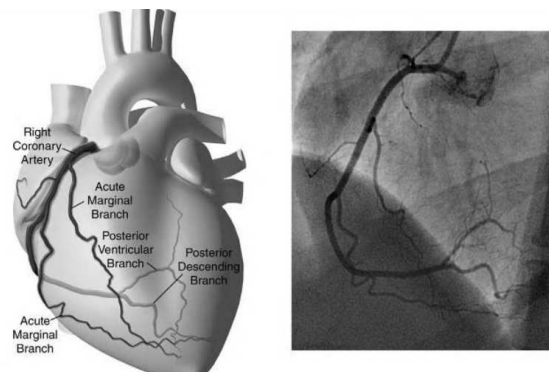 Right
Coronary
Artery
Acute
Marginal
Branch
Posterior
Ventricular
Branch
Posterior
Descending
Branch
Acute
Marginal
Branch